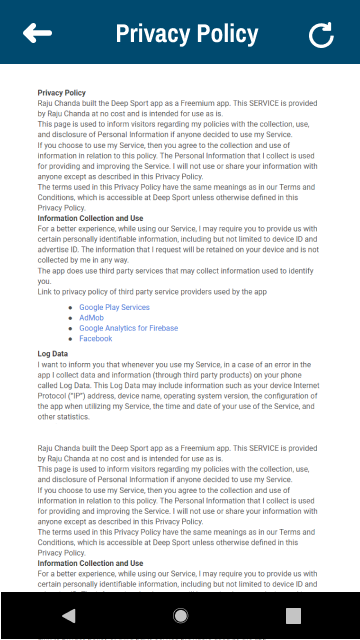 Privacy Policy
Privacy Policy
Raju Chanda built the Deep Sport app as a Freemium app. This SERVICE is provided
by Raju Chanda at no cost and is intended for use as is.
This page is used to inform visitors regarding my policies with the collection, use,
and disclosure of Personal Information if anyone decided to use my Service.
If you choose to use my Service, then you agree to the collection and use of
information in relation to this policy. The Personal Information that I collect is used
for providing and improving the Service. I will not use or share your information with
anyone except as described in this Privacy Policy.
The terms used in this Privacy Policy have the same meanings as in our Terms and
Conditions, which is accessible at Deep Sport unless otherwise defined in this
Privacy Policy.
Information Collection and Use
For a better experience, while using our Service, I may require you to provide us with
certain personally identifiable information, including but not limited to device ID and
advertise ID. The information that I request will be retained on your device and is not
collected by me in any way.
The app does use third party services that may collect information used to identify
you.
Link to privacy policy of third party service providers used by the app
• Google Play Services
• AdMob
• Google Analytics for Firebase
• Facebook
Log Data
I want to inform you that whenever you use my Service, in a case of an error in the
app I collect data and information (through third party products) on your phone
called Log Data. This Log Data may include information such as your device Internet
Protocol ("IP") address, device name, operating system version, the configuration of
the app when utilizing my Service, the time and date of your use of the Service, and
other statistics.
Raju Chanda built the Deep Sport app as a Freemium app. This SERVICE is provided
by Raju Chanda at no cost and is intended for use as is.
This page is used to inform visitors regarding my policies with the collection, use,
and disclosure of Personal Information if anyone decided to use my Service.
If you choose to use my Service, then you agree to the collection and use of
information in relation to this policy. The Personal Information that I collect is used
for providing and improving the Service. I will not use or share your information with
anyone except as described in this Privacy Policy.
The terms used in this Privacy Policy have the same meanings as in our Terms and
Conditions, which is accessible at Deep Sport unless otherwise defined in this
Privacy Policy.
Information Collection and Use
For a better experience, while using our Service, I may require you to provide us with
certain personally identifiable information, including but not limited to device ID and